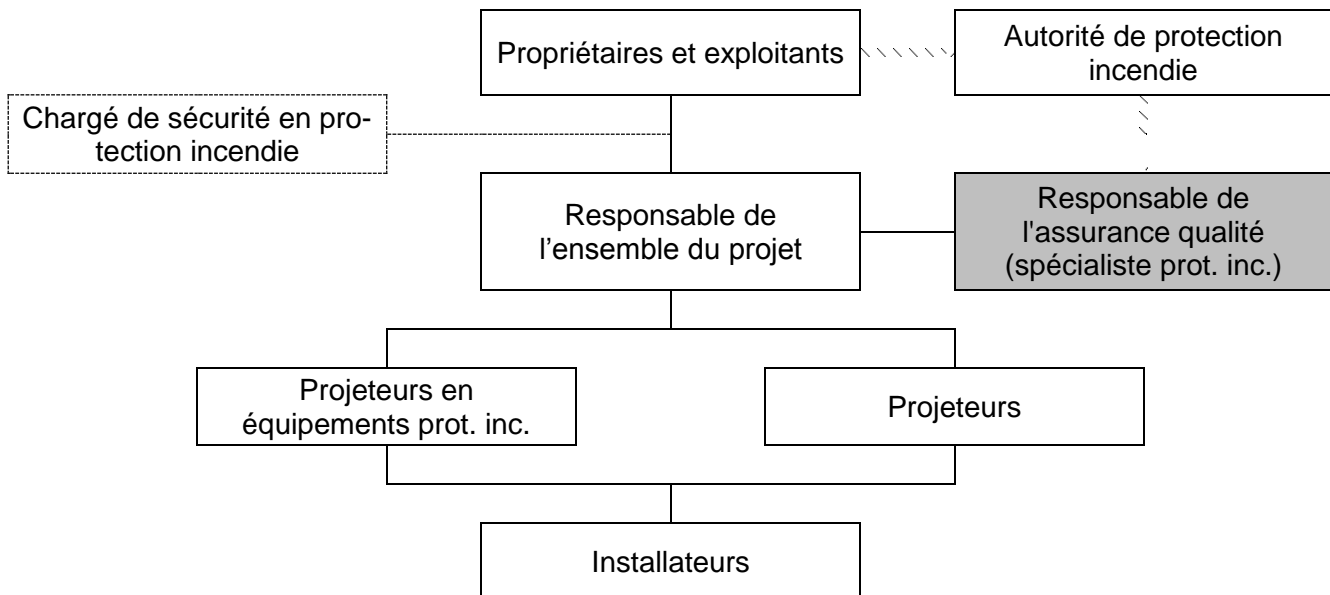 Propriétaires et exploitants
Autorité de protection
incendie
Chargé de sécurité en pro-
tection incendie
Responsable de
l’ensemble du projet
Responsable de
l'assurance qualité
(spécialiste prot. inc.)
Projeteurs en
équipements prot. inc.
Projeteurs
Installateurs